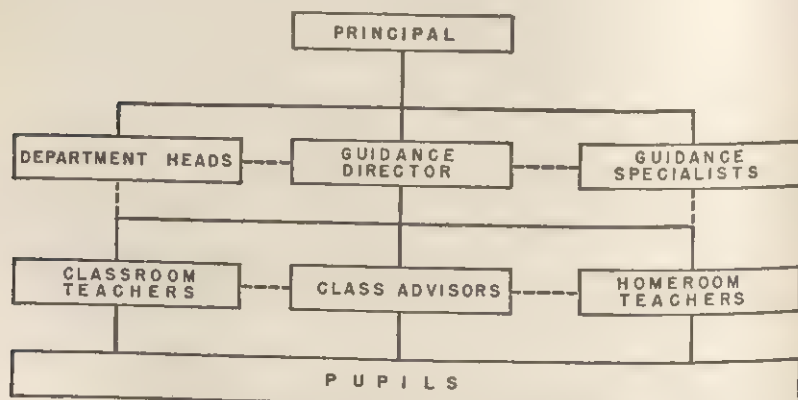 PRINCIPAL
DEPARTMENT HEADS
GUIDANCE
DIRECTOR
GUIDANCE
SPECIALISTS
CLASSROOM
TEACHERS
CLASS ADVISORS
HOMEROOM
TEACHERS
PUPILS